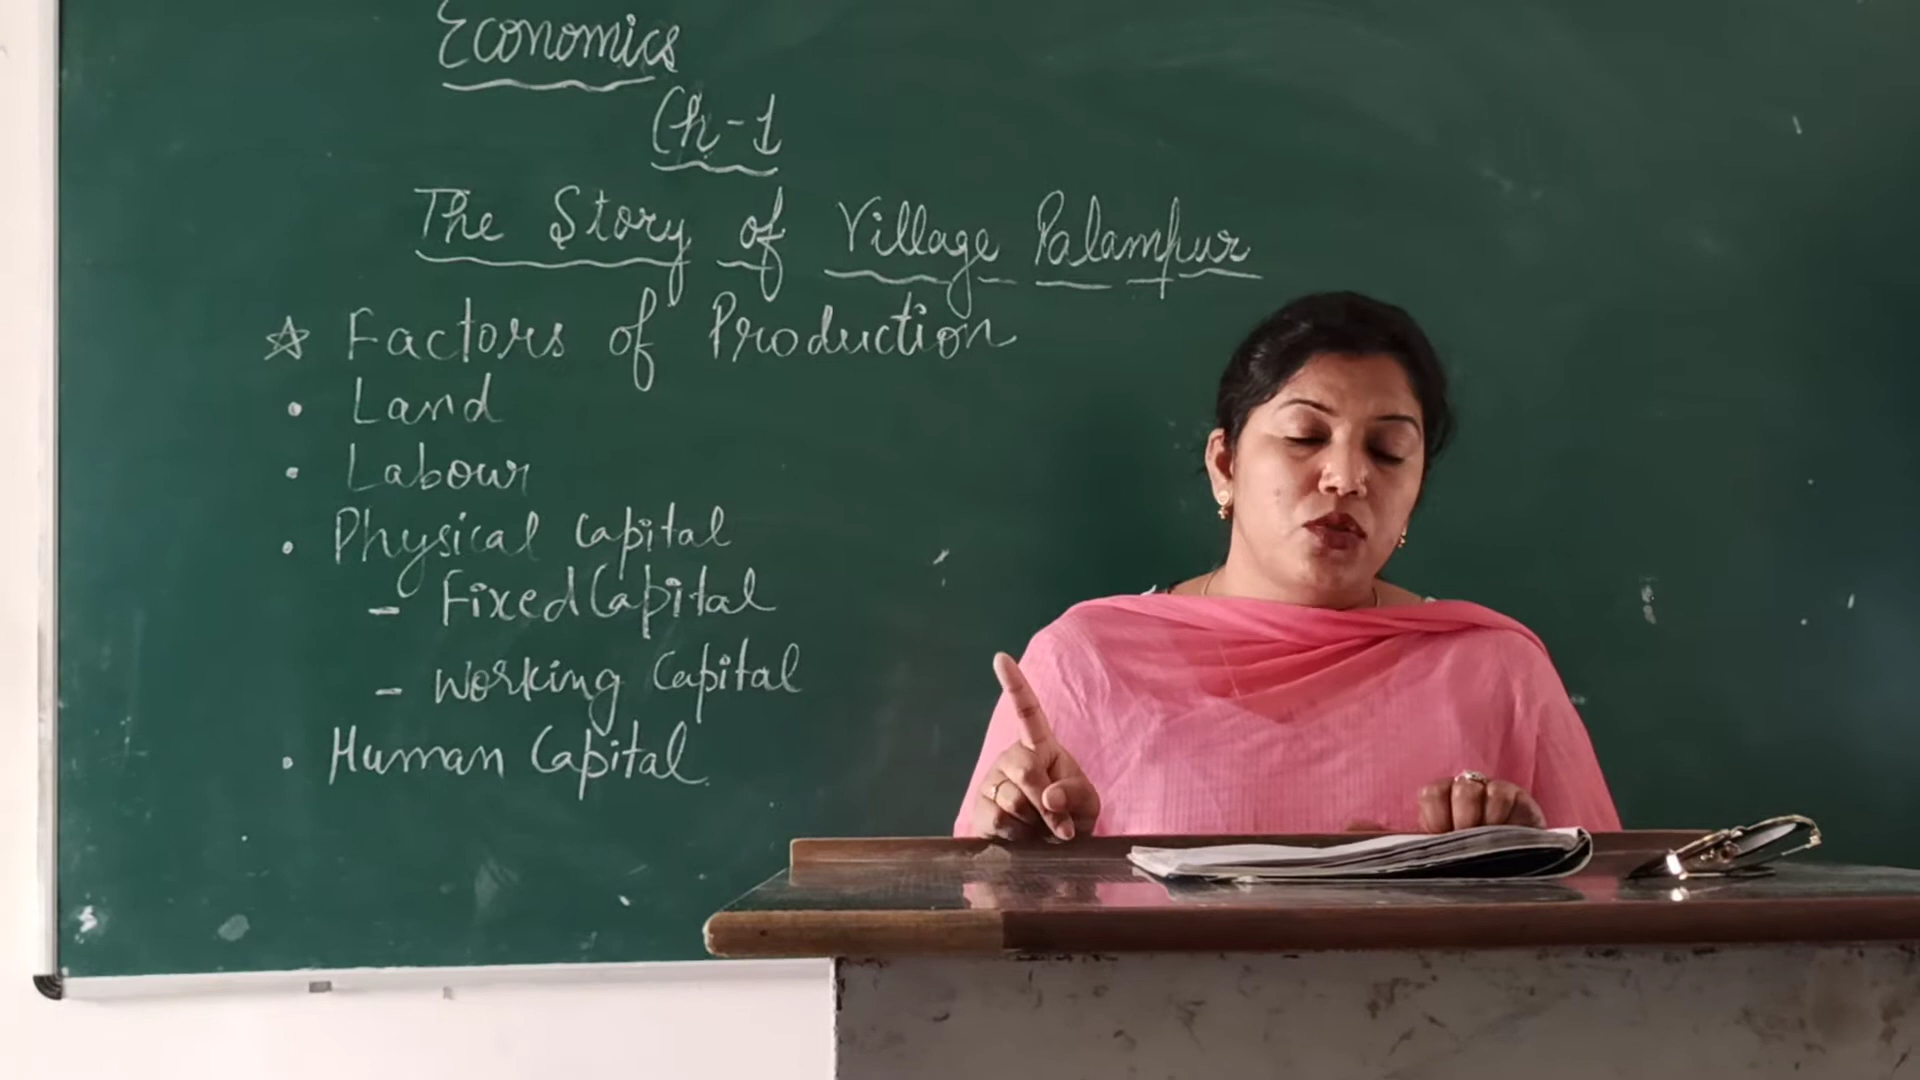 Economics
Ch-1
The Story of Village Palampur
☆ Factors of Production
• Land
• Labour
• Physical Capital
- Fixed Capital
- Working Capital
• Human Capital